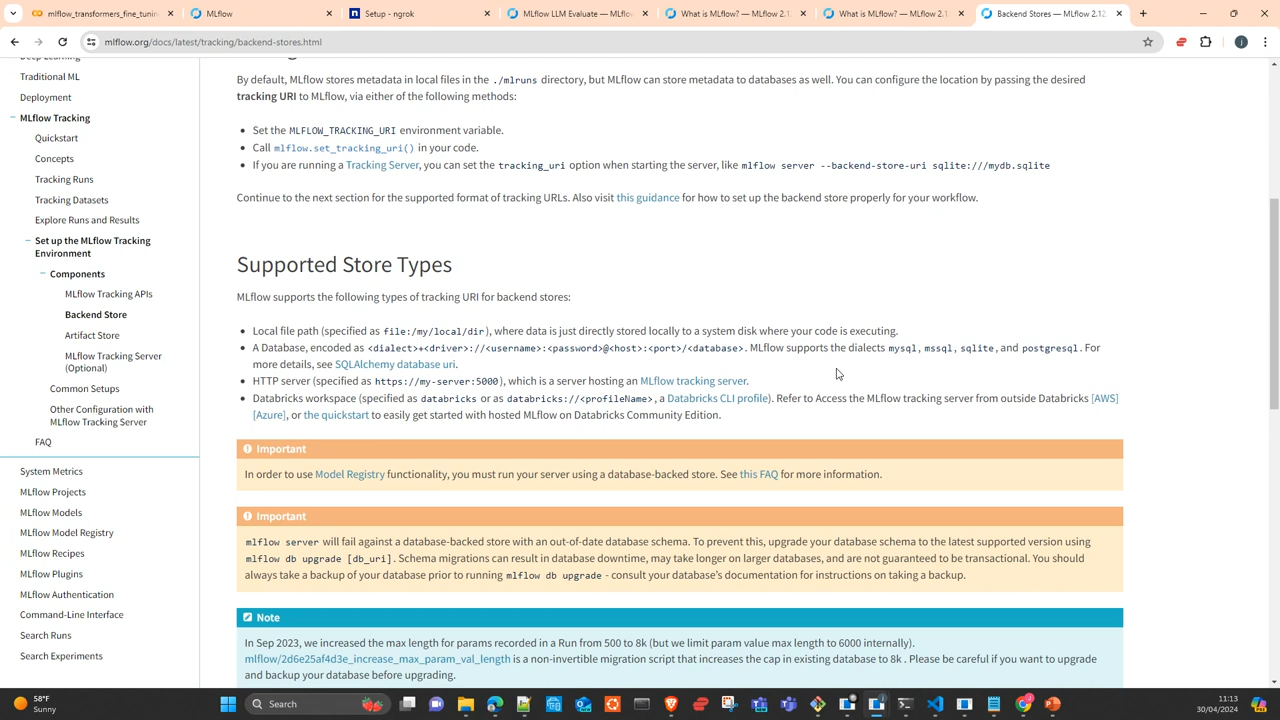 mlflow_transformers_fine_tunin
MLflow
Setup - ngrok
MLflow LLM Evaluate — MLflo
What is MLflow? — MLflow 2.1
What is MLflow? — MLflow 2.1
Backend Stores — MLflow 2.12
mlflow.org/docs/latest/tracking/backend-stores.html
Traditional ML
Deployment
MLflow Tracking
Quickstart
Concepts
Tracking Runs
Tracking Datasets
Explore Runs and Results
Set up the MLflow Tracking
Environment
Components
MLflow Tracking APIs
Backend Store
Artifact Store
MLflow Tracking Server
(Optional)
Common Setups
Other Configuration with
MLflow Tracking Server
FAQ
System Metrics
MLflow Projects
MLflow Models
MLflow Model Registry
MLflow Recipes
MLflow Plugins
MLflow Authentication
Command-Line Interface
Search Runs
Search Experiments
By default, MLflow stores metadata in local files in the ./mlruns directory, but MLflow can store metadata to databases as well. You can configure the location by passing the desired
tracking URI to MLflow, via either of the following methods:
Set the MLFLOW_TRACKING_URI environment variable.
Call mlflow.set_tracking_uri() in your code.
If you are running a Tracking Server, you can set the tracking_uri option when starting the server, like mlflow server --backend-store-uri sqlite:///mydb.sqlite
Continue to the next section for the supported format of tracking URLs. Also visit this guidance for how to set up the backend store properly for your workflow.
Supported Store Types
MLflow supports the following types of tracking URI for backend stores:
Local file path (specified as file:/my/local/dir), where data is just directly stored locally to a system disk where your code is executing.
A Database, encoded as <dialect>+<driver>://<username>:<password>@<host>:<port>/<database>. MLflow supports the dialects mysql, mssql, sqlite, and postgresql. For
more details, see SQLAlchemy database uri.
HTTP server (specified as https://my-server:5000), which is a server hosting an MLflow tracking server.
Databricks workspace (specified as databricks or as databricks://<profileName>, a Databricks CLI profile). Refer to Access the MLflow tracking server from outside Databricks [AWS]
[Azure], or the quickstart to easily get started with hosted MLflow on Databricks Community Edition.
Important
In order to use Model Registry functionality, you must run your server using a database-backed store. See this FAQ for more information.
Important
mlflow server will fail against a database-backed store with an out-of-date database schema. To prevent this, upgrade your database schema to the latest supported version using
mlflow db upgrade [db_uri]. Schema migrations can result in database downtime, may take longer on larger databases, and are not guaranteed to be transactional. You should
always take a backup of your database prior to running mlflow db upgrade - consult your database's documentation for instructions on taking a backup.
Note
In Sep 2023, we increased the max length for params recorded in a Run from 500 to 8k (but we limit param value max length to 6000 internally).
mlflow/2d6e25af4d3e_increase_max_param_val_length is a non-invertible migration script that increases the cap in existing database to 8k . Please be careful if you want to upgrade
and backup your database before upgrading.
58°F
Sunny
Search
11:13
30/04/2024